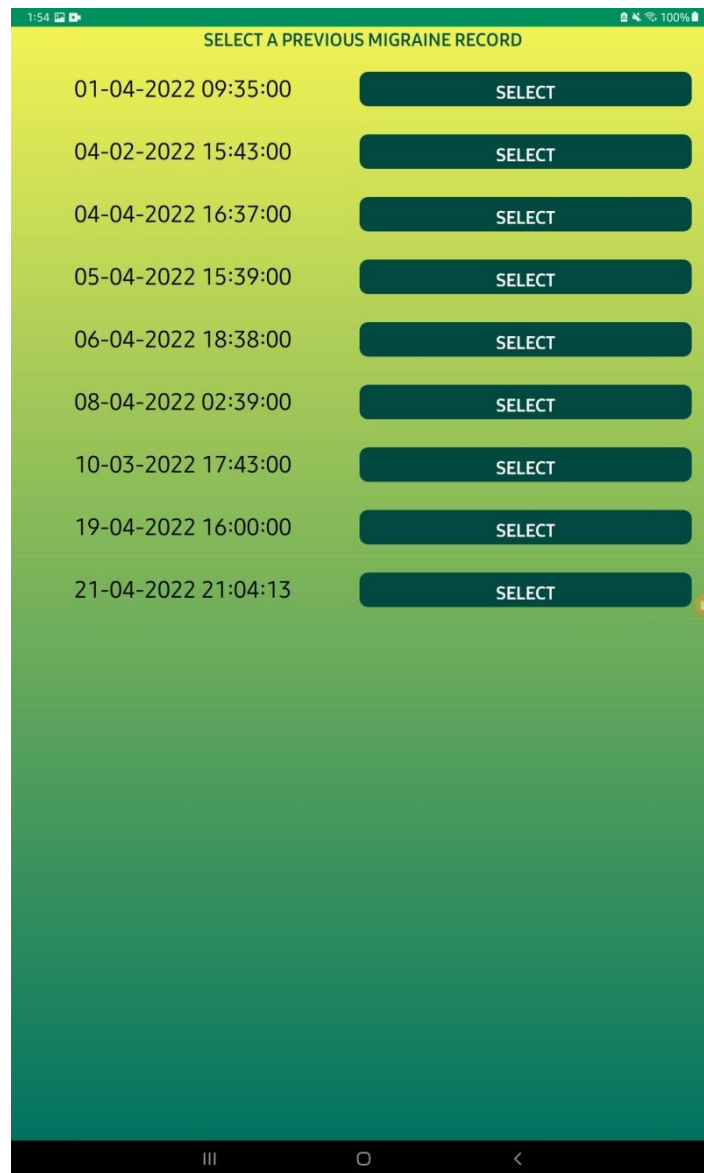 1:54 100%
SELECT A PREVIOUS MIGRAINE RECORD
01-04-2022 09:35:00 SELECT
04-02-2022 15:43:00 SELECT
04-04-2022 16:37:00 SELECT
05-04-2022 15:39:00 SELECT
06-04-2022 18:38:00 SELECT
08-04-2022 02:39:00 SELECT
10-03-2022 17:43:00 SELECT
19-04-2022 16:00:00 SELECT
21-04-2022 21:04:13 SELECT